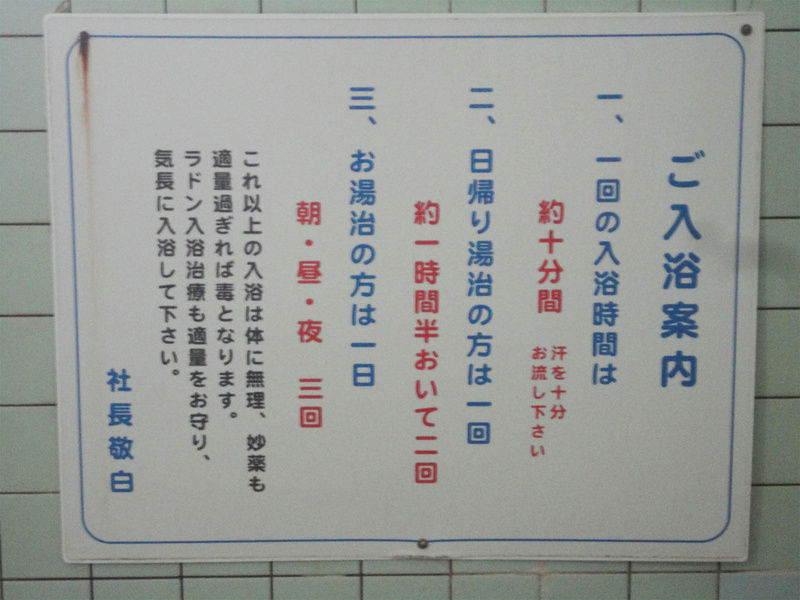 ご入浴案内
一、一回の入浴時間は
約十分間
汗を十分
お流し下さい
二、日帰り湯治の方は一回
約一時間半おいて二回
三、お湯治の方は一日
朝・昼・夜 三回
これ以上の入浴は体に無理、妙薬も
適量過ぎれば毒となります。
ラドン入浴治療も適量をお守り、
気長に入浴して下さい。
社長敬白